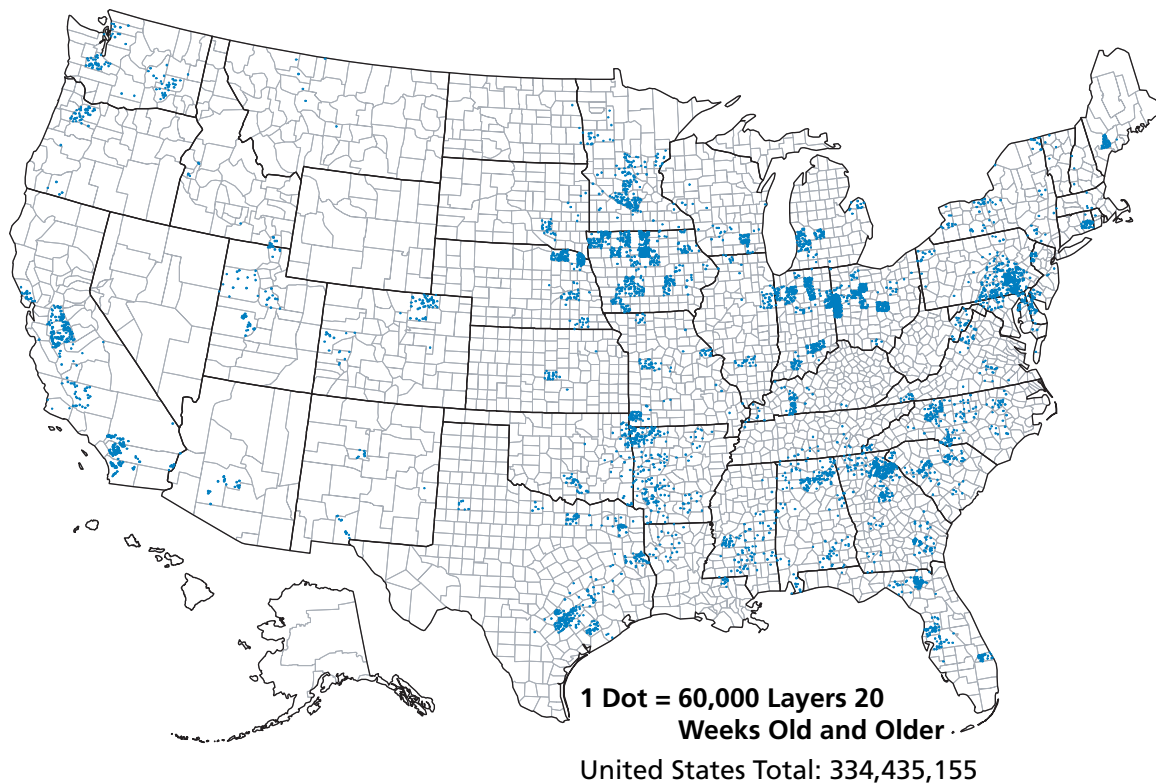 1 Dot = 60,000 Layers 20
Weeks Old and Older
United States Total: 334,435,155